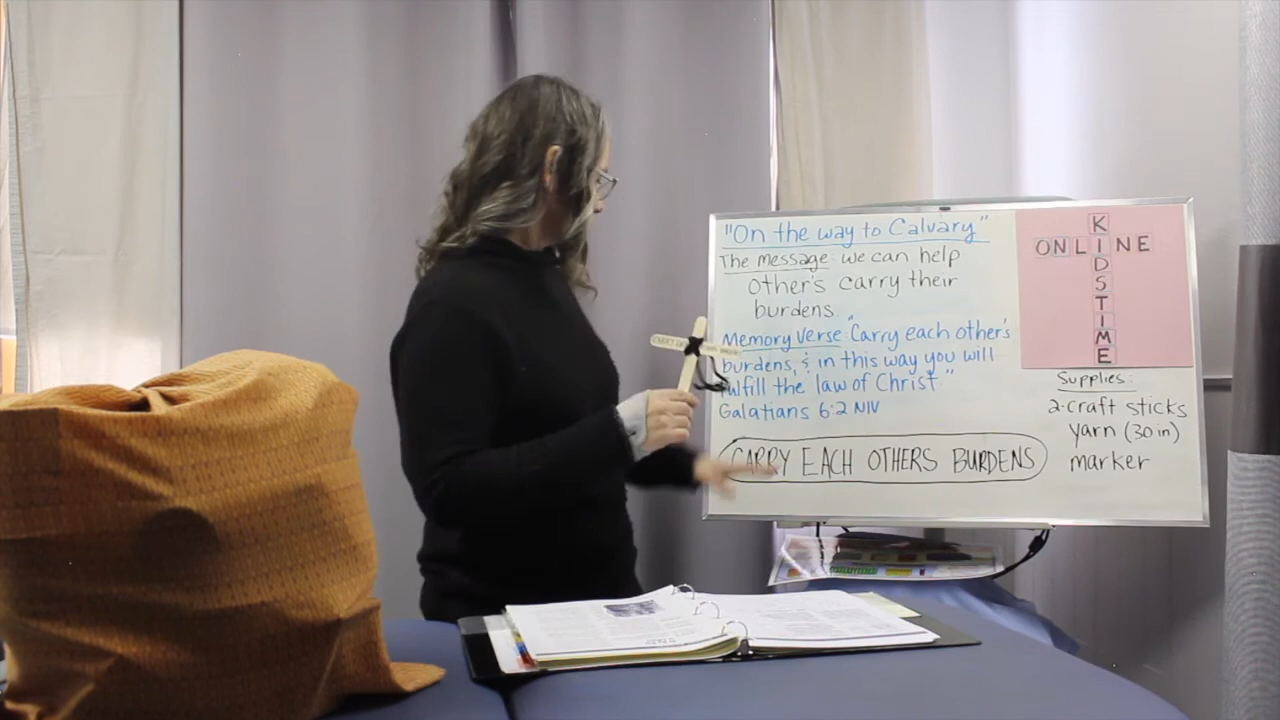 "On the way to Calvary"
The message: we can help
other's carry their
burdens.
Memory Verse: "Carry each other's
burdens, & in this way you will
fulfill the law of Christ."
Galatians 6:2 NIV
CARRY EACH OTHERS BURDENS
KIDSTIME
ONLINE
Supplies:
2-craft sticks
yarn (30 in)
marker